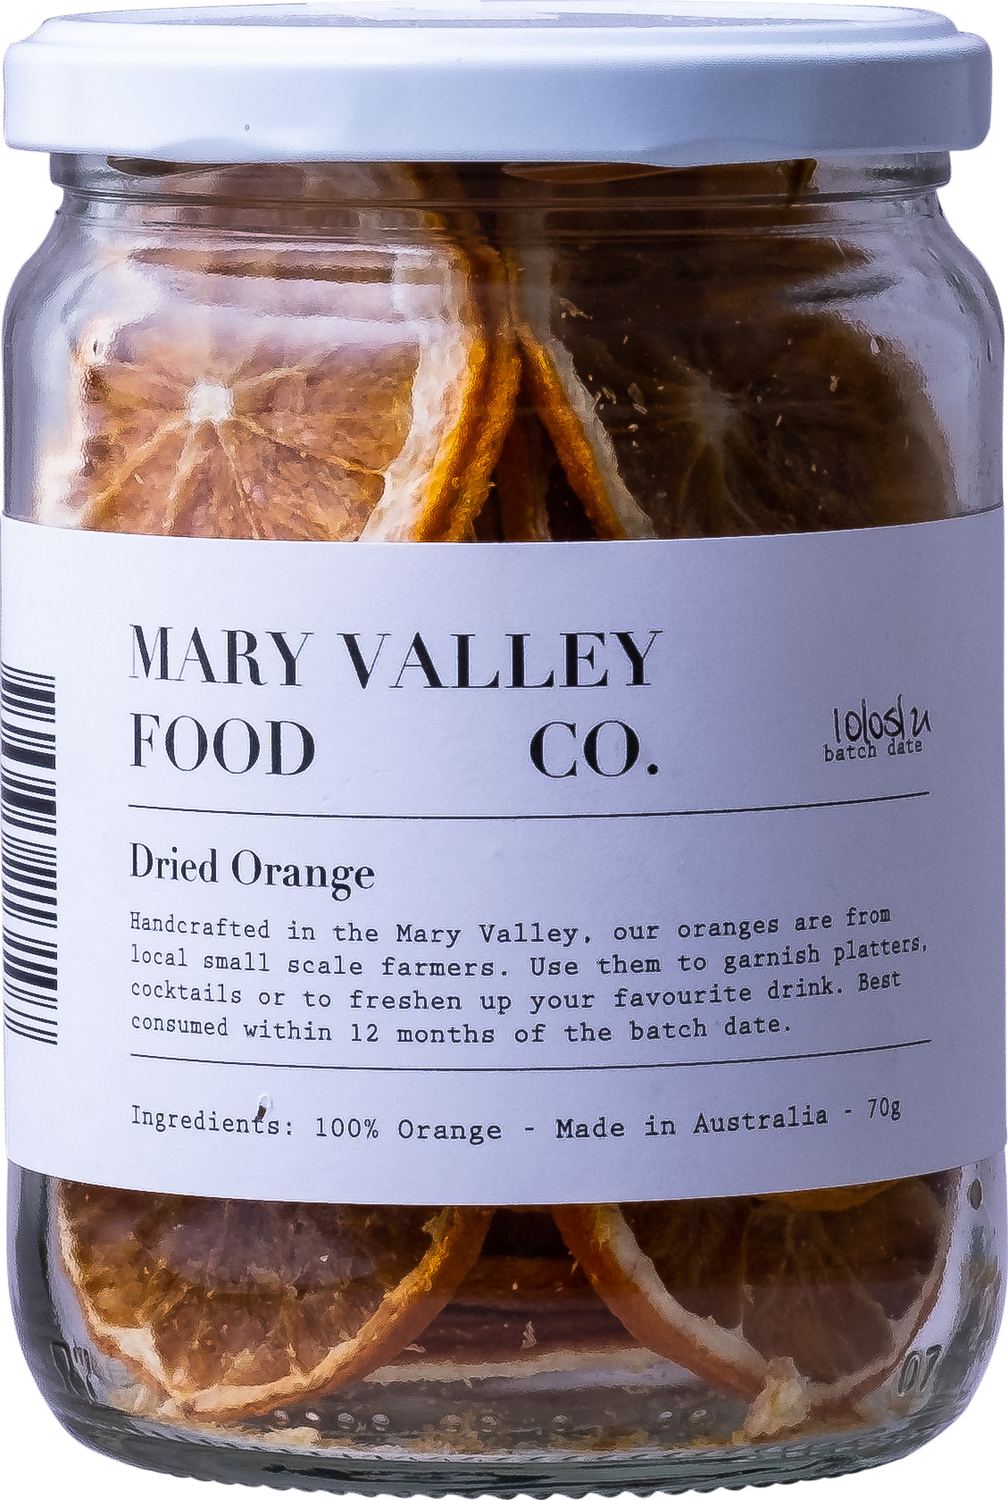 MARY VALLEY
FOOD CO.
batch date
Dried Orange
Handcrafted in the Mary Valley, our oranges are from
local small scale farmers. Use them to garnish platters,
cocktails or to freshen up your favourite drink. Best
consumed within 12 months of the batch date.
Ingredients: 100% Orange - Made in Australia - 70g